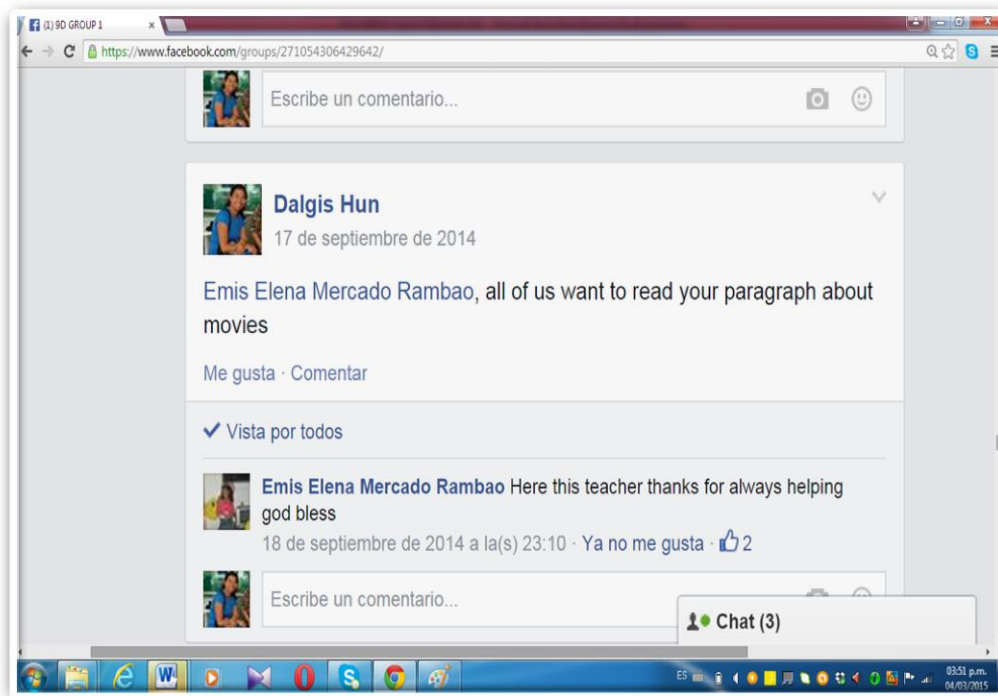 (1) 9D GROUP 1
https://www.facebook.com/groups/271054306429642/
Escribe un comentario...
Dalgis Hun
17 de septiembre de 2014
Emis Elena Mercado Rambao, all of us want to read your paragraph about
movies
Me gusta · Comentar
Vista por todos
Emis Elena Mercado Rambao Here this teacher thanks for always helping
god bless
18 de septiembre de 2014 a la(s) 23:10 · Ya no me gusta · 2
Escribe un comentario...
Chat (3)
ES
03:51 p.m.
04/03/2015